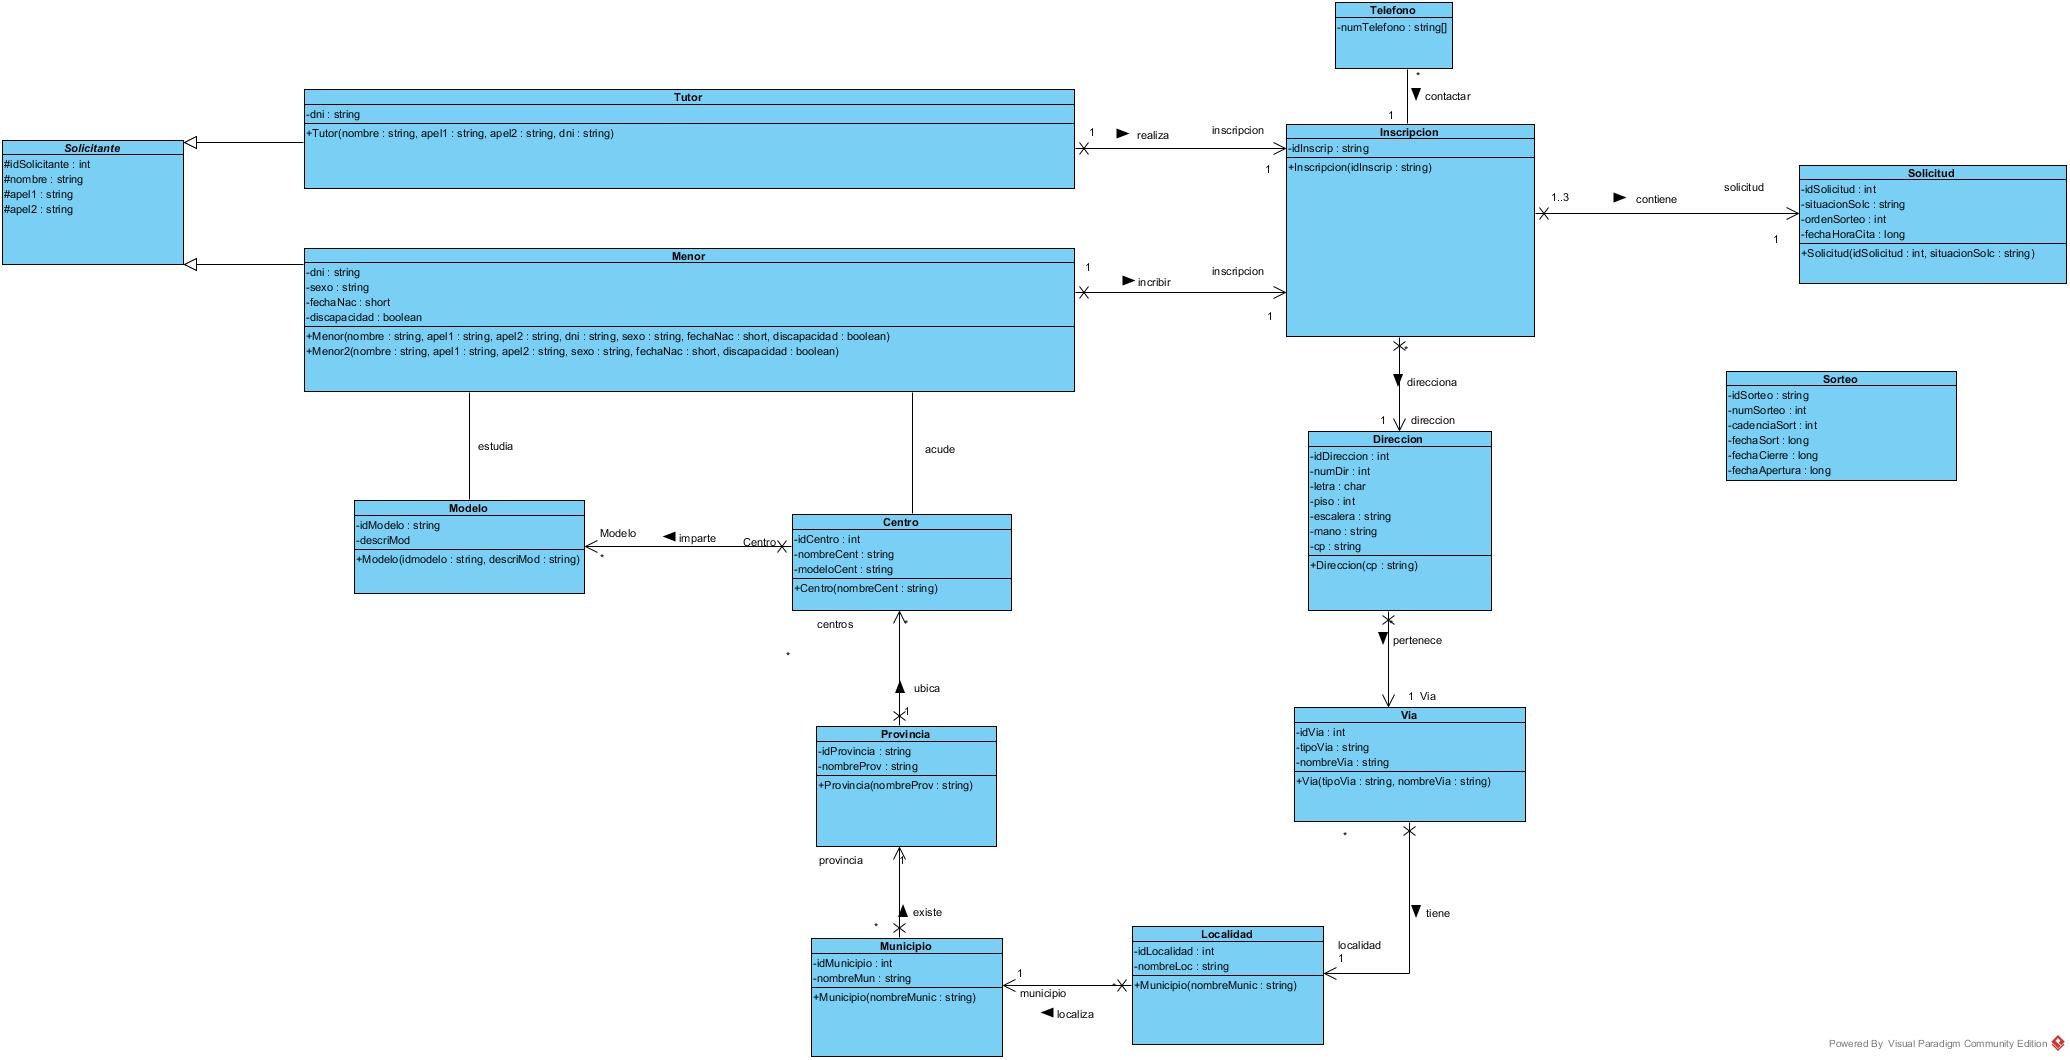 Telefono
-numTelefono : string[]
*
contactar
1
Tutor
-dni : string
+Tutor(nombre : string, apel1 : string, apel2 : string, dni : string)
1
realiza
inscripcion
1
Solicitante
#idSolicitante : int
#nombre : string
#apel1 : string
#apel2 : string
Inscripcion
-idInscrip : string
+Inscripcion(idInscrip : string)
1..3
contiene
solicitud
1
Solicitud
-idSolicitud : int
-situacionSolc : string
-ordenSorteo : int
-fechaHoraCita : long
+Solicitud(idSolicitud : int, situacionSolc : string)
Menor
-dni : string
-sexo : string
-fechaNac : short
-discapacidad : boolean
+Menor(nombre : string, apel1 : string, apel2 : string, dni : string, sexo : string, fechaNac : short, discapacidad : boolean)
+Menor2(nombre : string, apel1 : string, apel2 : string, sexo : string, fechaNac : short, discapacidad : boolean)
1
incribir
inscripcion
1
*
direcciona
1
direccion
Sorteo
-idSorteo : string
-numSorteo : int
-cadenciaSort : int
-fechaSort : long
-fechaCierre : long
-fechaApertura : long
estudia
acude
Direccion
-idDireccion : int
-numDir : int
-letra : char
-piso : int
-escalera : string
-mano : string
-cp : string
+Direccion(cp : string)
Modelo
-idModelo : string
-descriMod
+Modelo(idmodelo : string, descriMod : string)
Modelo
*
imparte
Centro
Centro
-idCentro : int
-nombreCent : string
-modeloCent : string
+Centro(nombreCent : string)
centros
*
*
ubica
1
*
pertenece
1 Via
Provincia
-idProvincia : string
-nombreProv : string
+Provincia(nombreProv : string)
Via
-idVia : int
-tipoVia : string
-nombreVia : string
+Via(tipoVia : string, nombreVia : string)
provincia
1
existe
*
*
tiene
localidad
1
Municipio
-idMunicipio : int
-nombreMun : string
+Municipio(nombreMunic : string)
1
municipio
*
localiza
Localidad
-idLocalidad : int
-nombreLoc : string
+Municipio(nombreMunic : string)
Powered By Visual Paradigm Community Edition